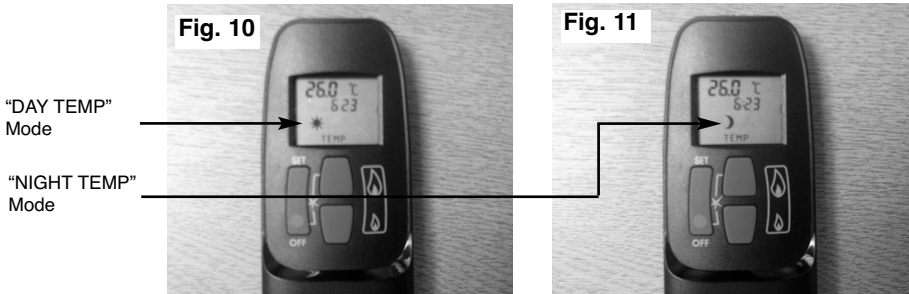 Fig. 10
Fig. 11
“DAY TEMP”
Mode
“NIGHT TEMP”
Mode
26.0 °C
6:23
TEMP
SET
OFF
26.0 °C
6:23
TEMP
SET
OFF